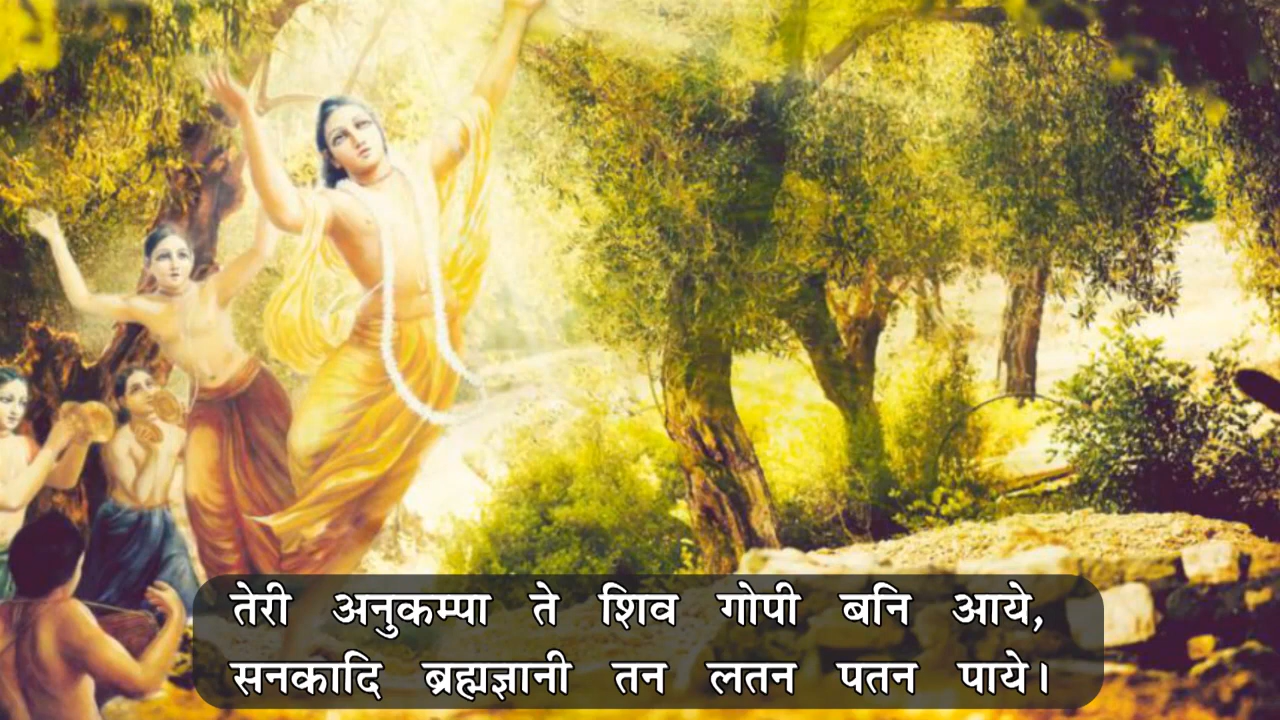 तेरी अनुकम्पा ते शिव गोपी बनि आये,
सनकादि ब्रह्मज्ञानी तन लतन पतन पाये।